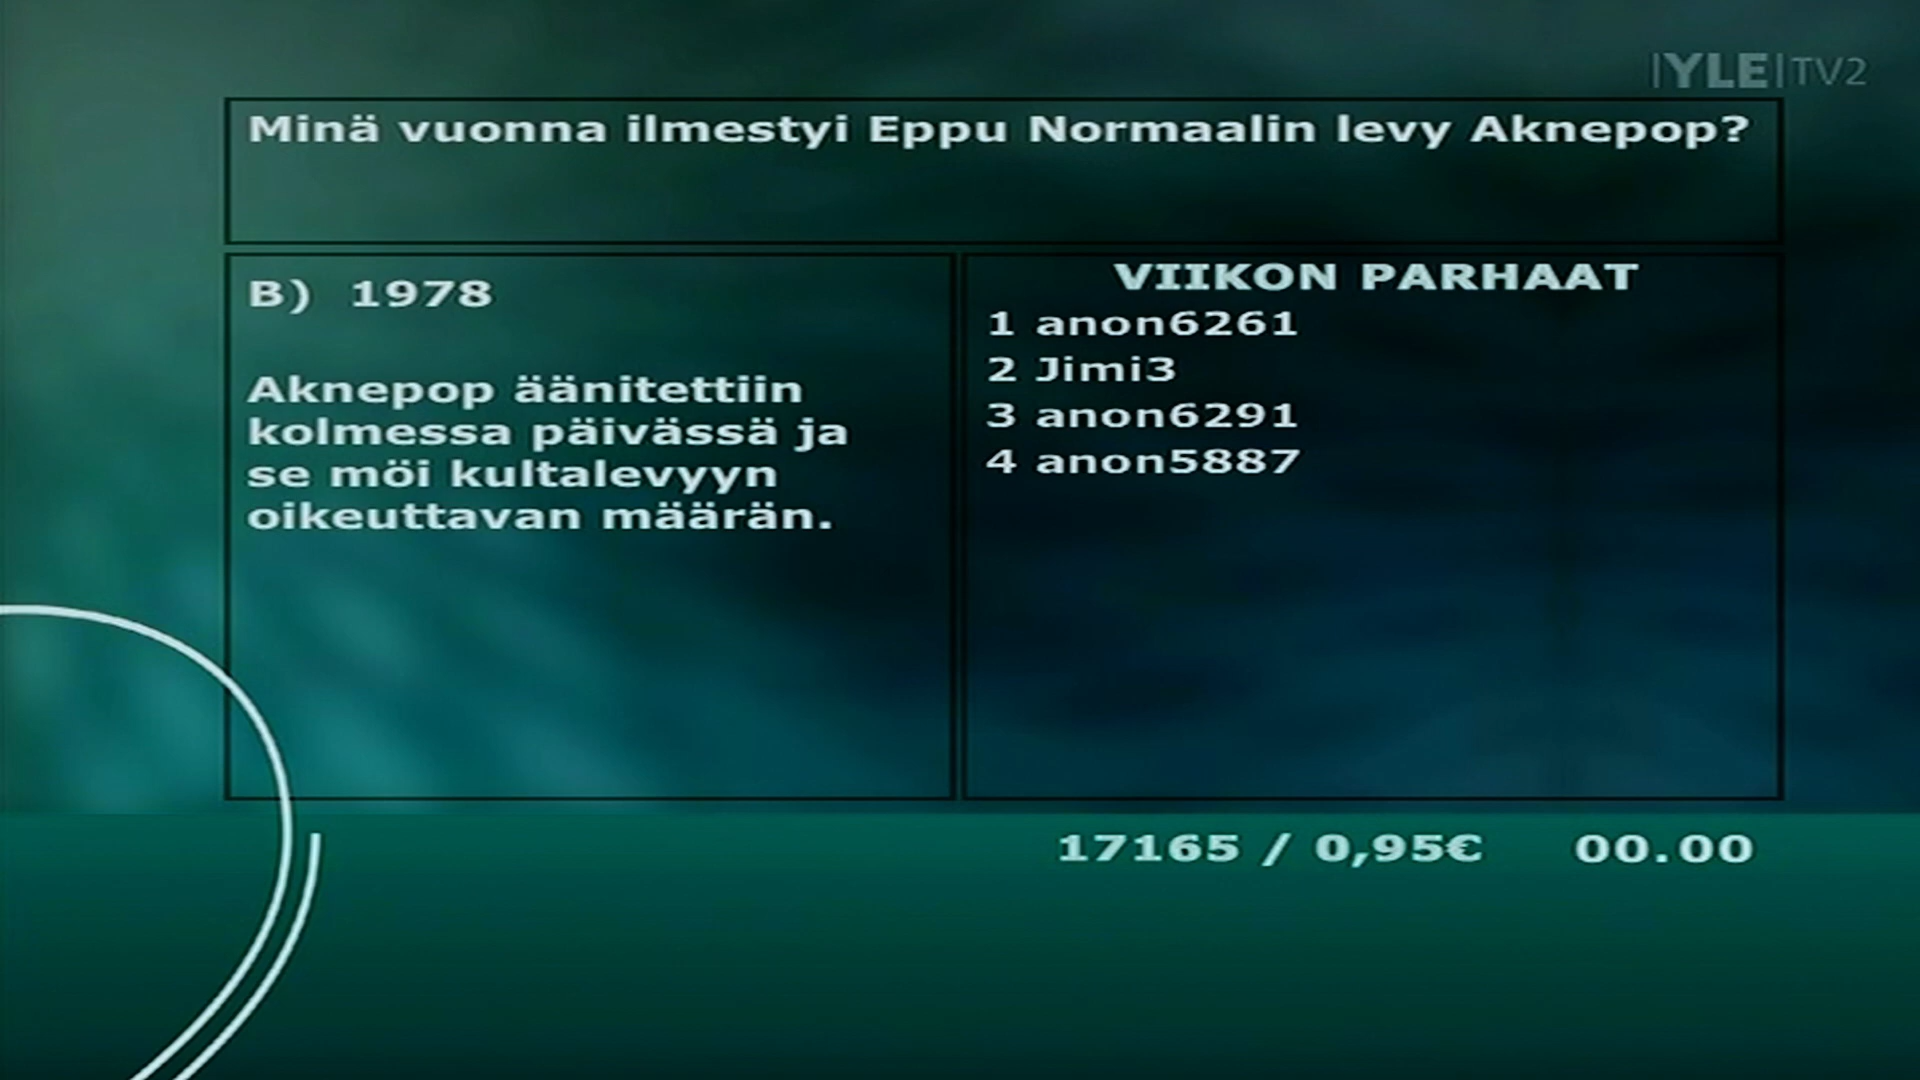 YLE TV2
Minä vuonna ilmestyi Eppu Normaalin levy Aknepop?
B) 1978
Aknepop äänitettiin
kolmessa päivässä ja
se möi kultalevyyn
oikeuttavan määrän.
VIIKON PARHAAT
1 anon6261
2 Jimi3
3 anon6291
4 anon5887
17165 / 0,95€ 00.00